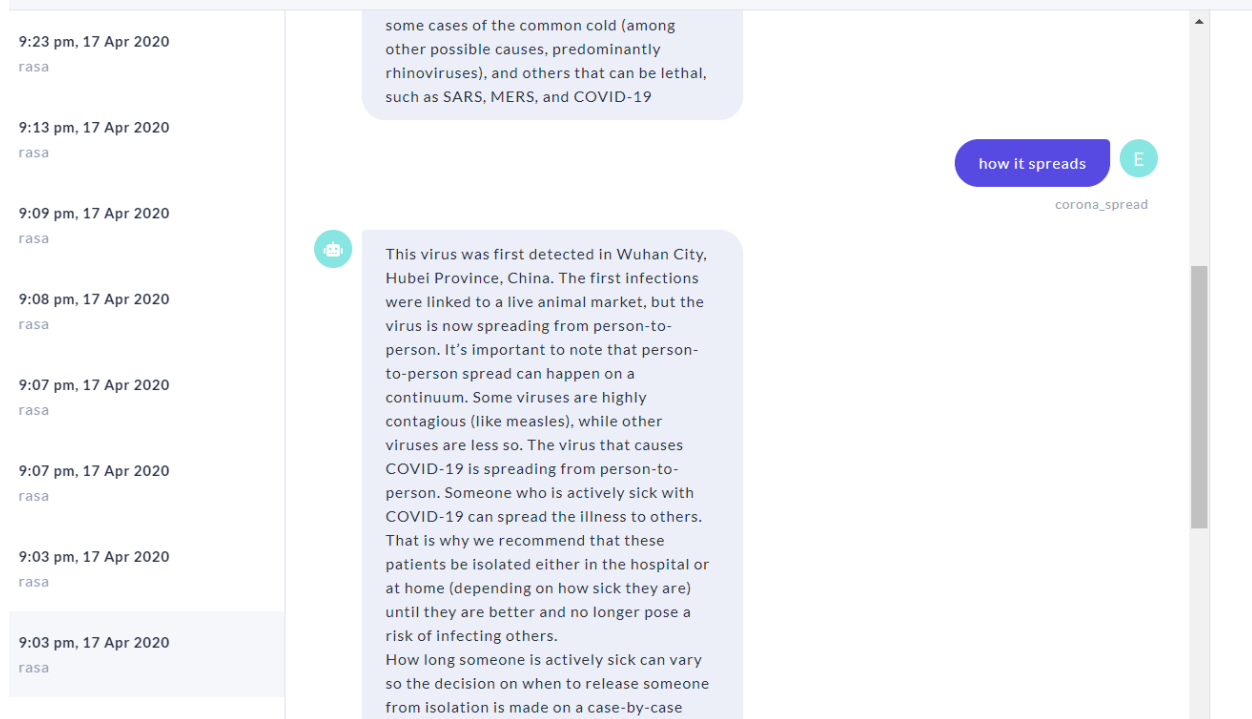 9:23 pm, 17 Apr 2020
rasa
9:13 pm, 17 Apr 2020
rasa
9:09 pm, 17 Apr 2020
rasa
9:08 pm, 17 Apr 2020
rasa
9:07 pm, 17 Apr 2020
rasa
9:07 pm, 17 Apr 2020
rasa
9:03 pm, 17 Apr 2020
rasa
9:03 pm, 17 Apr 2020
rasa
some cases of the common cold (among
other possible causes, predominantly
rhinoviruses), and others that can be lethal,
such as SARS, MERS, and COVID-19
how it spreads
E
corona_spread
This virus was first detected in Wuhan City,
Hubei Province, China. The first infections
were linked to a live animal market, but the
virus is now spreading from person-to-
person. It’s important to note that person-
to-person spread can happen on a
continuum. Some viruses are highly
contagious (like measles), while other
viruses are less so. The virus that causes
COVID-19 is spreading from person-to-
person. Someone who is actively sick with
COVID-19 can spread the illness to others.
That is why we recommend that these
patients be isolated either in the hospital or
at home (depending on how sick they are)
until they are better and no longer pose a
risk of infecting others.
How long someone is actively sick can vary
so the decision on when to release someone
from isolation is made on a case-by-case